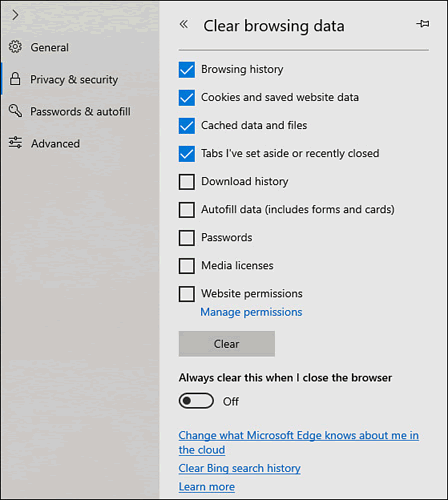 General
Privacy & security
Passwords & autofill
Advanced
Clear browsing data
Browsing history
Cookies and saved website data
Cached data and files
Tabs I've set aside or recently closed
Download history
Autofill data (includes forms and cards)
Passwords
Media licenses
Website permissions
Manage permissions
Clear
Always clear this when I close the browser
Off
Change what Microsoft Edge knows about me in
the cloud
Clear Bing search history
Learn more